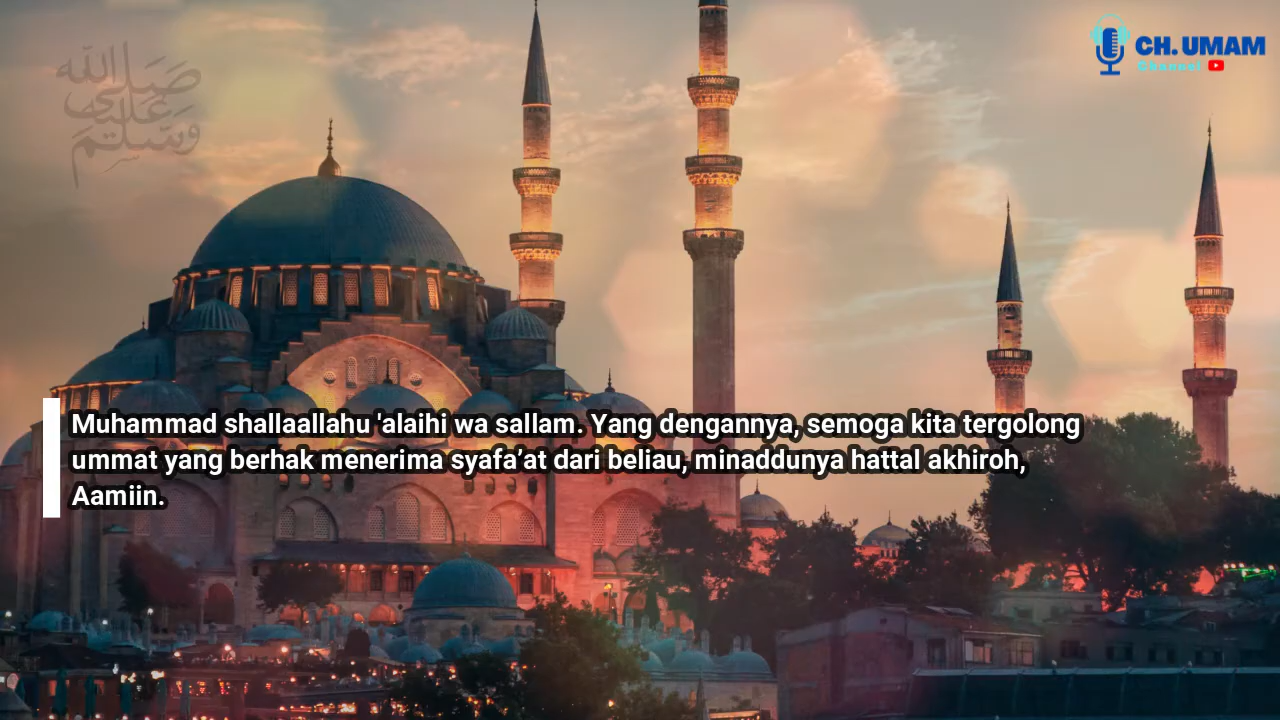 صلى الله
عليه
وسلم
CH. UMAM
Channel
Muhammad shallaallahu 'alaihi wa sallam. Yang dengannya, semoga kita tergolong
ummat yang berhak menerima syafa’at dari beliau, minaddunya hattal akhiroh,
Aamiin.